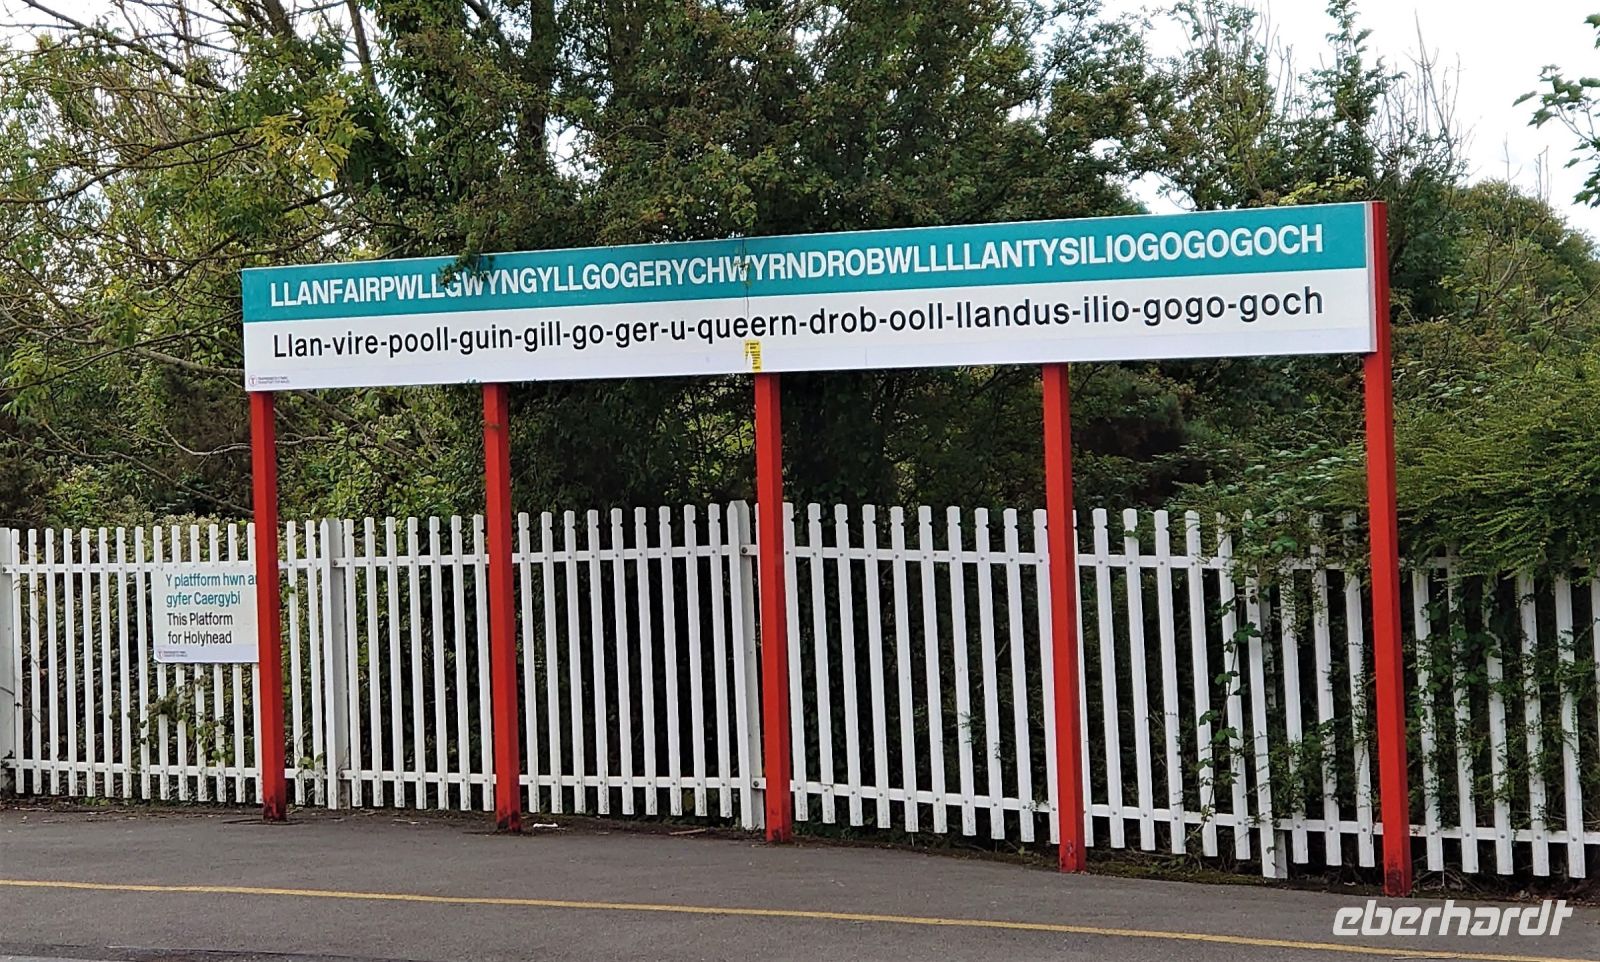 LLANFAIRPWLLGWYNGYLLGOGERYCHWYRNDROBWLLLLANTYSILIOGOGOGOCH
Llan-vire-pooll-guin-gill-go-ger-u-queern-drob-ooll-llandus-ilio-gogo-goch
Y platfform hwn ar
gyfer Caergybi
This Platform
for Holyhead
eberhardt